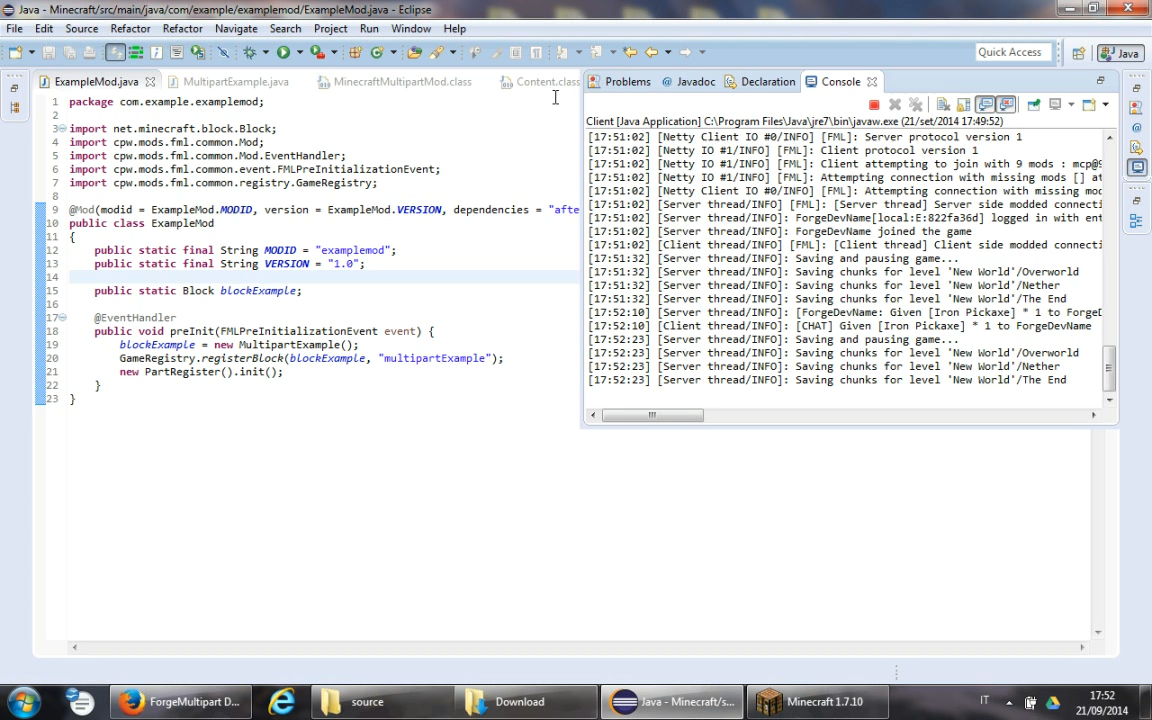 Java - Minecraft/src/main/java/com/example/examplemod/ExampleMod.java - Eclipse
File Edit Source Refactor Refactor Navigate Search Project Run Window Help
Quick Access Java
ExampleMod.java MultipartExample.java MinecraftMultipartMod.class Content.class
1 package com.example.examplemod;
2
3 import net.minecraft.block.Block;
4 import cpw.mods.fml.common.Mod;
5 import cpw.mods.fml.common.Mod.EventHandler;
6 import cpw.mods.fml.common.event.FMLPreInitializationEvent;
7 import cpw.mods.fml.common.registry.GameRegistry;
8
9 @Mod(modid = ExampleMod.MODID, version = ExampleMod.VERSION, dependencies = "afte
10 public class ExampleMod
11 {
12 public static final String MODID = "examplemod";
13 public static final String VERSION = "1.0";
14
15 public static Block blockExample;
16
17 @EventHandler
18 public void preInit(FMLPreInitializationEvent event) {
19 blockExample = new MultipartExample();
20 GameRegistry.registerBlock(blockExample, "multipartExample");
21 new PartRegister().init();
22 }
23 }
Problems Javadoc Declaration Console
Client [Java Application] C:\Program Files\Java\jre7\bin\javaw.exe (21/set/2014 17:49:52)
[17:51:02] [Netty Client IO #0/INFO] [FML]: Server protocol version 1
[17:51:02] [Netty IO #1/INFO] [FML]: Client protocol version 1
[17:51:02] [Netty IO #1/INFO] [FML]: Client attempting to join with 9 mods : mcp@9
[17:51:02] [Netty IO #1/INFO] [FML]: Attempting connection with missing mods [] at
[17:51:02] [Netty Client IO #0/INFO] [FML]: Attempting connection with missing mod
[17:51:02] [Server thread/INFO] [FML]: [Server thread] Server side modded connecti
[17:51:02] [Server thread/INFO]: ForgeDevName[local:E:822fa36d] logged in with ent
[17:51:02] [Server thread/INFO]: ForgeDevName joined the game
[17:51:02] [Client thread/INFO] [FML]: [Client thread] Client side modded connecti
[17:51:32] [Server thread/INFO]: Saving and pausing game...
[17:51:32] [Server thread/INFO]: Saving chunks for level 'New World'/Overworld
[17:51:32] [Server thread/INFO]: Saving chunks for level 'New World'/Nether
[17:51:32] [Server thread/INFO]: Saving chunks for level 'New World'/The End
[17:52:10] [Server thread/INFO]: [ForgeDevName: Given [Iron Pickaxe] * 1 to ForgeD
[17:52:10] [Client thread/INFO]: [CHAT] Given [Iron Pickaxe] * 1 to ForgeDevName
[17:52:23] [Server thread/INFO]: Saving and pausing game...
[17:52:23] [Server thread/INFO]: Saving chunks for level 'New World'/Overworld
[17:52:23] [Server thread/INFO]: Saving chunks for level 'New World'/Nether
[17:52:23] [Server thread/INFO]: Saving chunks for level 'New World'/The End
ForgeMultipart D... source Download Java - Minecraft/s... Minecraft 1.7.10 IT 17:52
21/09/2014